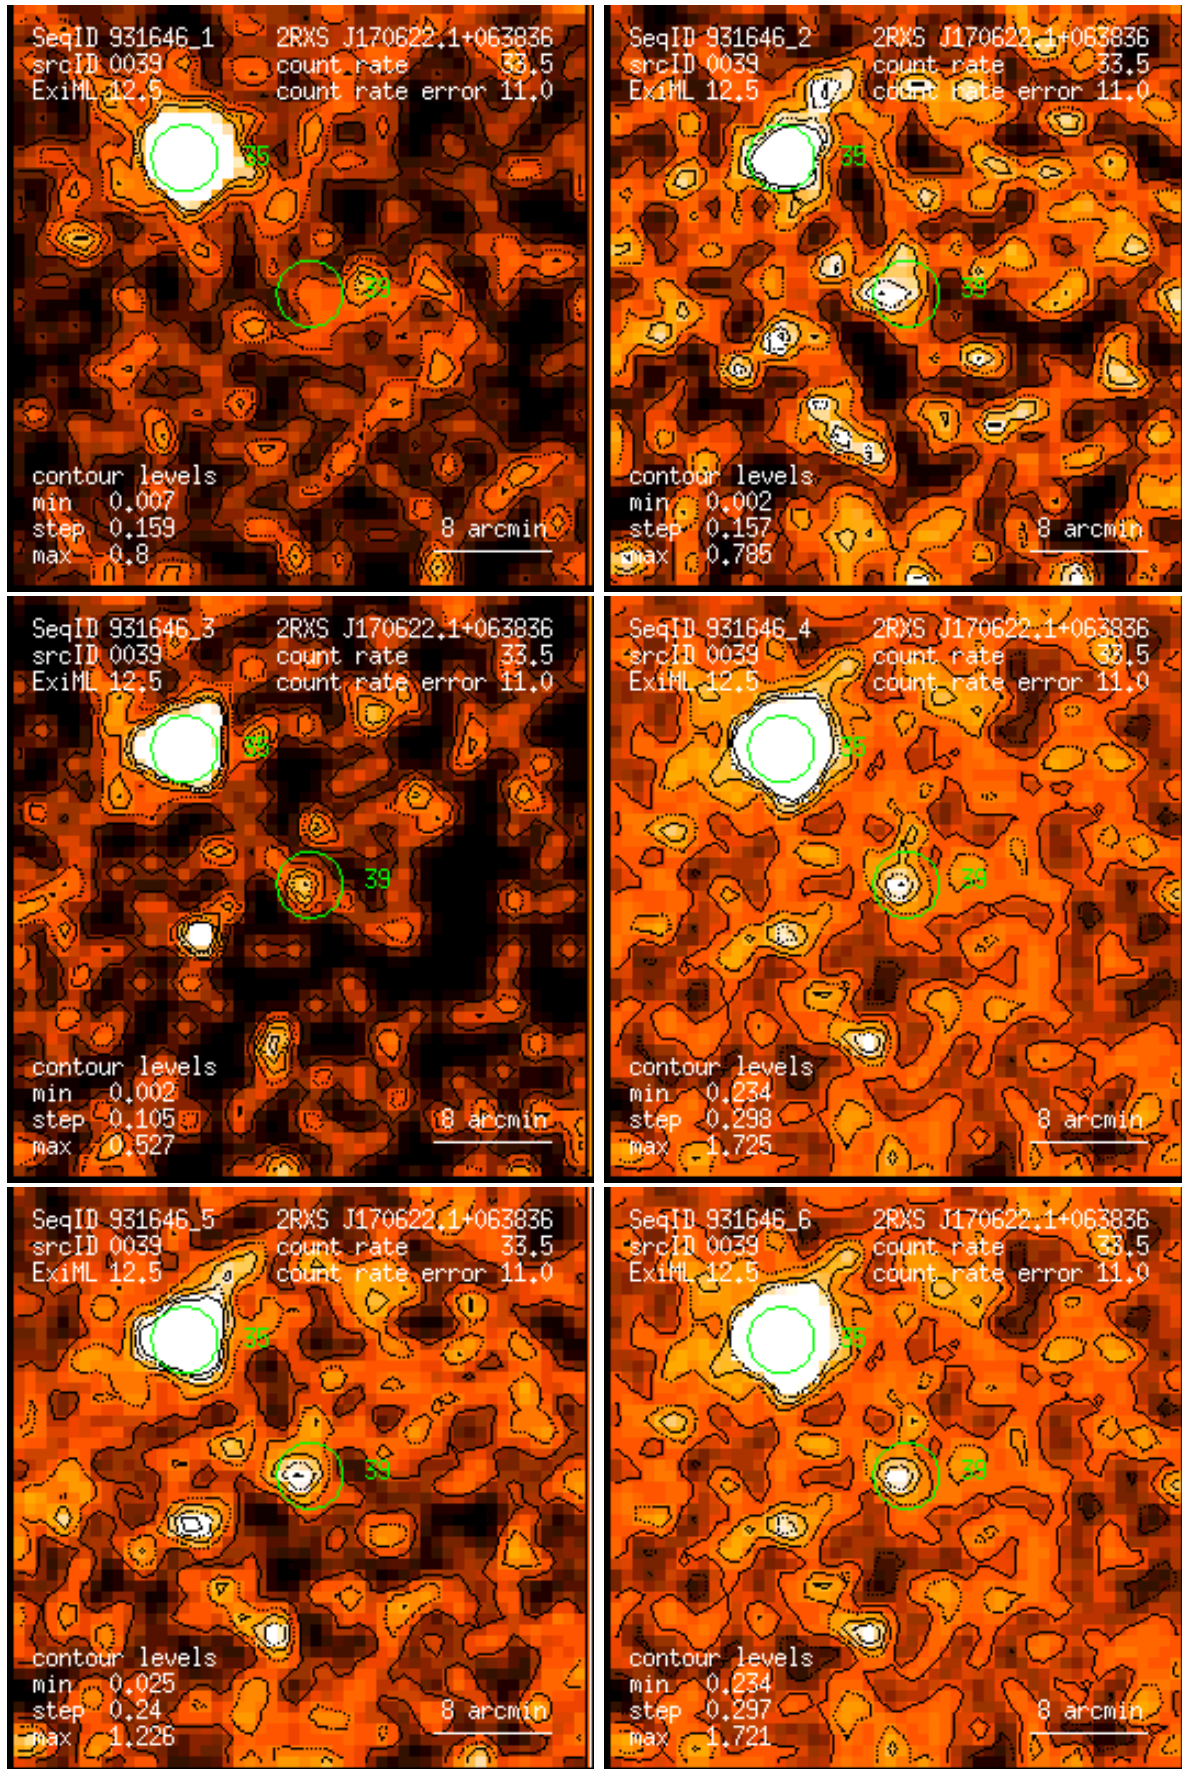 SeqID 931646_1 2RXS J170622.1+063836
srcID 0039 count rate 33.5
ExiML 12.5 count rate error 11.0
35
39
contour levels
min 0.007
step 0.159 8 arcmin
max 0.8
SeqID 931646_2 2RXS J170622.1+063836
srcID 0039 count rate 33.5
ExiML 12.5 count rate error 11.0
35
39
contour levels
min 0.002
step 0.157 8 arcmin
max 0.785
SeqID 931646_3 2RXS J170622.1+063836
srcID 0039 count rate 33.5
ExiML 12.5 count rate error 11.0
35
39
contour levels
min 0.002
step 0.105 8 arcmin
max 0.527
SeqID 931646_4 2RXS J170622.1+063836
srcID 0039 count rate 33.5
ExiML 12.5 count rate error 11.0
35
39
contour levels
min 0.234
step 0.298 8 arcmin
max 1.725
SeqID 931646_5 2RXS J170622.1+063836
srcID 0039 count rate 33.5
ExiML 12.5 count rate error 11.0
35
39
contour levels
min 0.025
step 0.24 8 arcmin
max 1.226
SeqID 931646_6 2RXS J170622.1+063836
srcID 0039 count rate 33.5
ExiML 12.5 count rate error 11.0
35
39
contour levels
min 0.234
step 0.297 8 arcmin
max 1.721